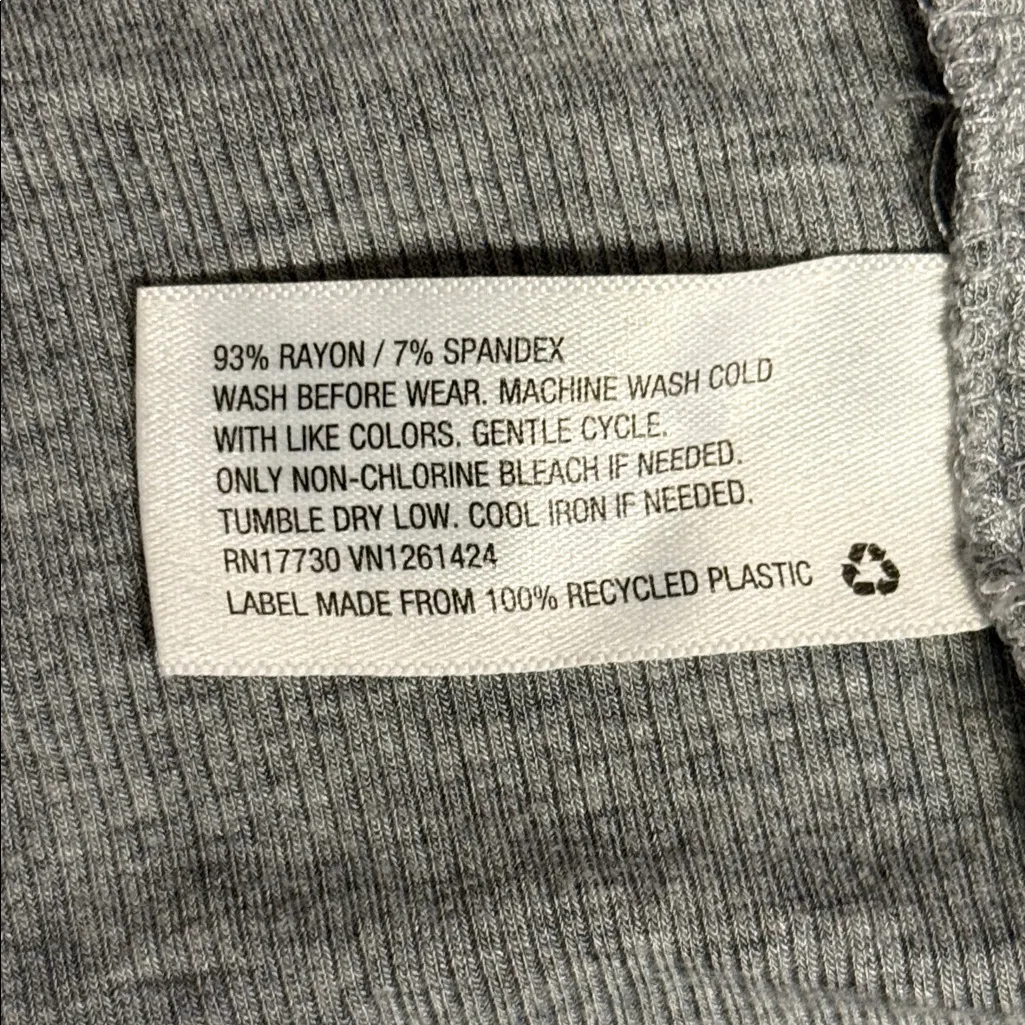 93% RAYON / 7% SPANDEX
WASH BEFORE WEAR. MACHINE WASH COLD
WITH LIKE COLORS. GENTLE CYCLE.
ONLY NON-CHLORINE BLEACH IF NEEDED.
TUMBLE DRY LOW. COOL IRON IF NEEDED.
RN17730 VN1261424
LABEL MADE FROM 100% RECYCLED PLASTIC